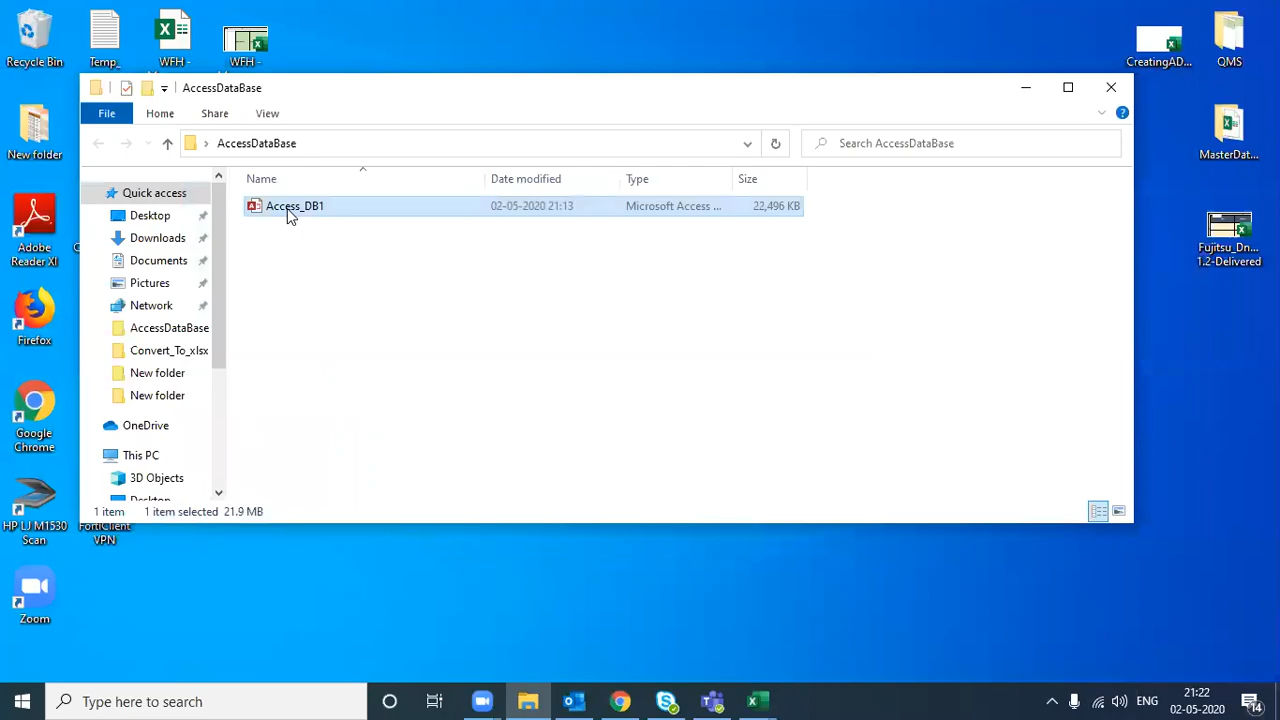 Recycle Bin
Temp_
WFH -
WFH -
CreatingAD...
QMS
AccessDataBase
File
Home
Share
View
New folder
AccessDataBase
Search AccessDataBase
MasterDat...
Name
Date modified
Type
Size
Quick access
Access_DB1
02-05-2020 21:13
Microsoft Access ...
22,496 KB
Desktop
Downloads
Adobe
Reader XI
Documents
Fujitsu_Dn...
1.2-Delivered
Pictures
Network
AccessDataBase
Firefox
Convert_To_xlsx
New folder
New folder
OneDrive
Google
Chrome
This PC
3D Objects
Desktop
1 item
1 item selected 21.9 MB
HP LJ M1530
Scan
FortiClient
VPN
Zoom
Type here to search
ENG
21:22
02-05-2020
14